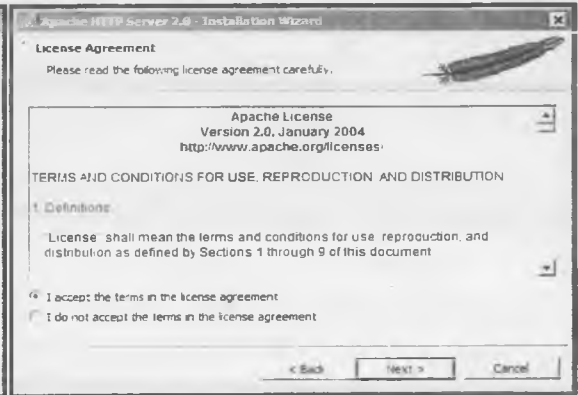 Apache HTTP Server 2.0 - Installation Wizard
License Agreement
Please read the following license agreement carefully.
Apache License
Version 2.0, January 2004
http://www.apache.org/licenses/
TERMS AND CONDITIONS FOR USE, REPRODUCTION, AND DISTRIBUTION
1. Definitions.
"License" shall mean the terms and conditions for use, reproduction, and
distribution as defined by Sections 1 through 9 of this document.
I accept the terms in the license agreement
I do not accept the terms in the license agreement
< Back
Next >
Cancel